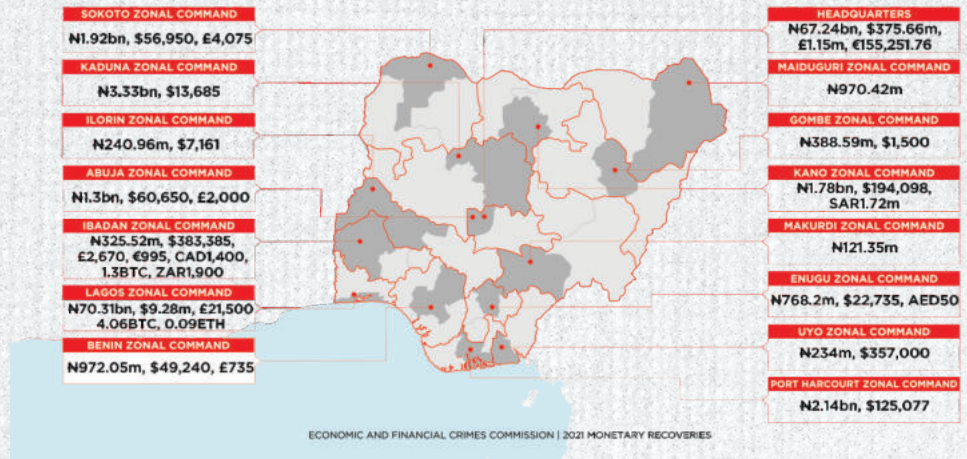 SOKOTO ZONAL COMMAND
₦1.92bn, $56,950, £4,075
KADUNA ZONAL COMMAND
₦3.33bn, $13,685
ILORIN ZONAL COMMAND
₦240.96m, $7,161
ABUJA ZONAL COMMAND
₦1.3bn, $60,650, £2,000
IBADAN ZONAL COMMAND
₦325.52m, $383,385,
£2,670, €995, CAD1,400,
1.3BTC, ZAR1,900
LAGOS ZONAL COMMAND
₦70.31bn, $9.28m, £21,500
4.06BTC, 0.09ETH
BENIN ZONAL COMMAND
₦972.05m, $49,240, £735
HEADQUARTERS
₦67.24bn, $375.66m,
£1.15m, €155,251.76
MAIDUGURI ZONAL COMMAND
₦970.42m
GOMBE ZONAL COMMAND
₦388.59m, $1,500
KANO ZONAL COMMAND
₦1.78bn, $194,098,
SAR1.72m
MAKURDI ZONAL COMMAND
₦121.35m
ENUGU ZONAL COMMAND
₦768.2m, $22,735, AED50
UYO ZONAL COMMAND
₦234m, $357,000
PORT HARCOURT ZONAL COMMAND
₦2.14bn, $125,077
ECONOMIC AND FINANCIAL CRIMES COMMISSION | 2021 MONETARY RECOVERIES